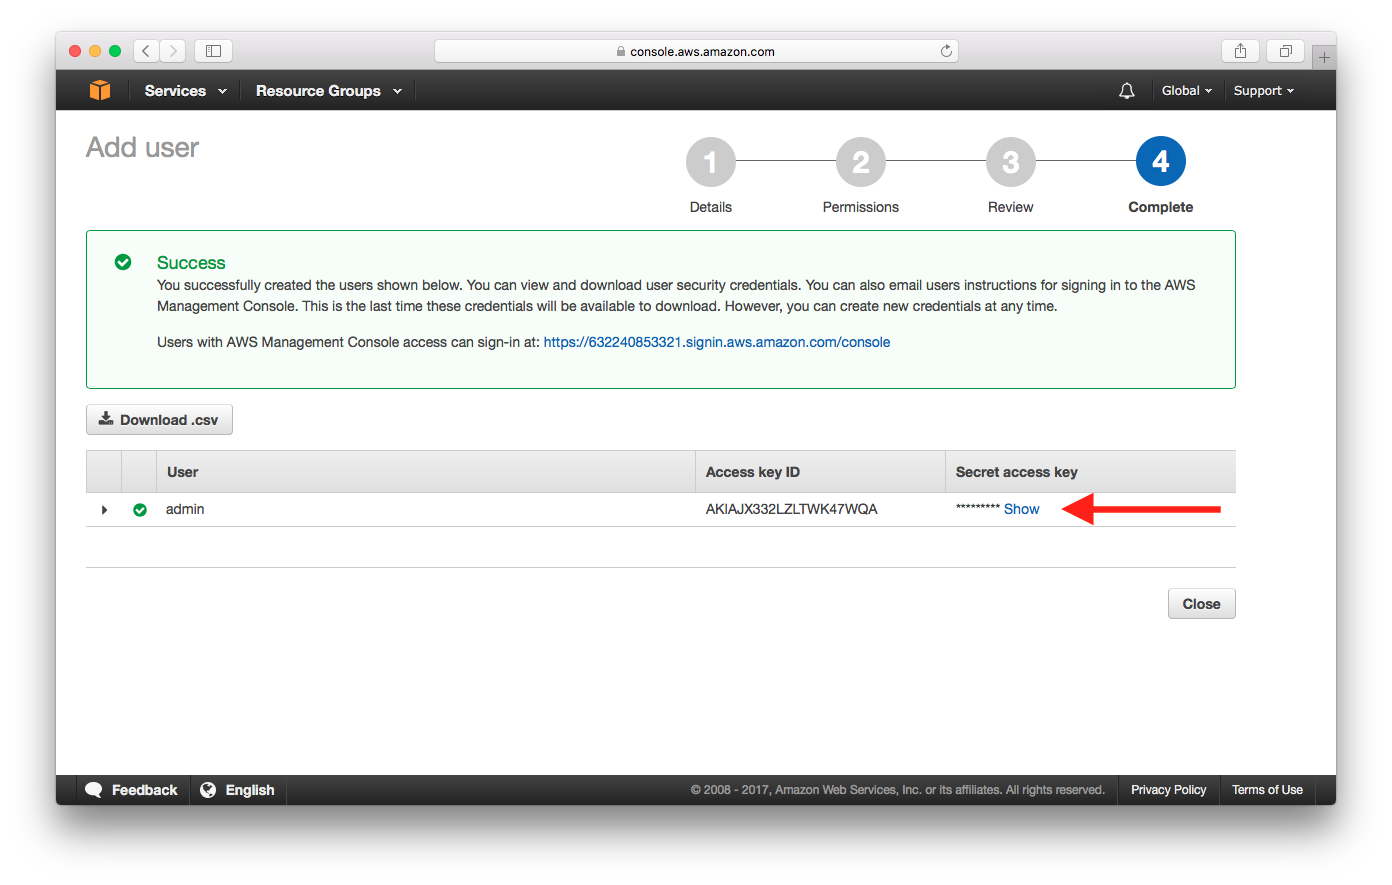 console.aws.amazon.com
Services
Resource Groups
Global
Support
Add user
1
2
3
4
Details
Permissions
Review
Complete
Success
You successfully created the users shown below. You can view and download user security credentials. You can also email users instructions for signing in to the AWS
Management Console. This is the last time these credentials will be available to download. However, you can create new credentials at any time.
Users with AWS Management Console access can sign-in at: https://632240853321.signin.aws.amazon.com/console
Download .csv
User
Access key ID
Secret access key
admin
AKIAJX332LZLTWK47WQA
********* Show
Close
Feedback
English
© 2008 - 2017, Amazon Web Services, Inc. or its affiliates. All rights reserved.
Privacy Policy
Terms of Use